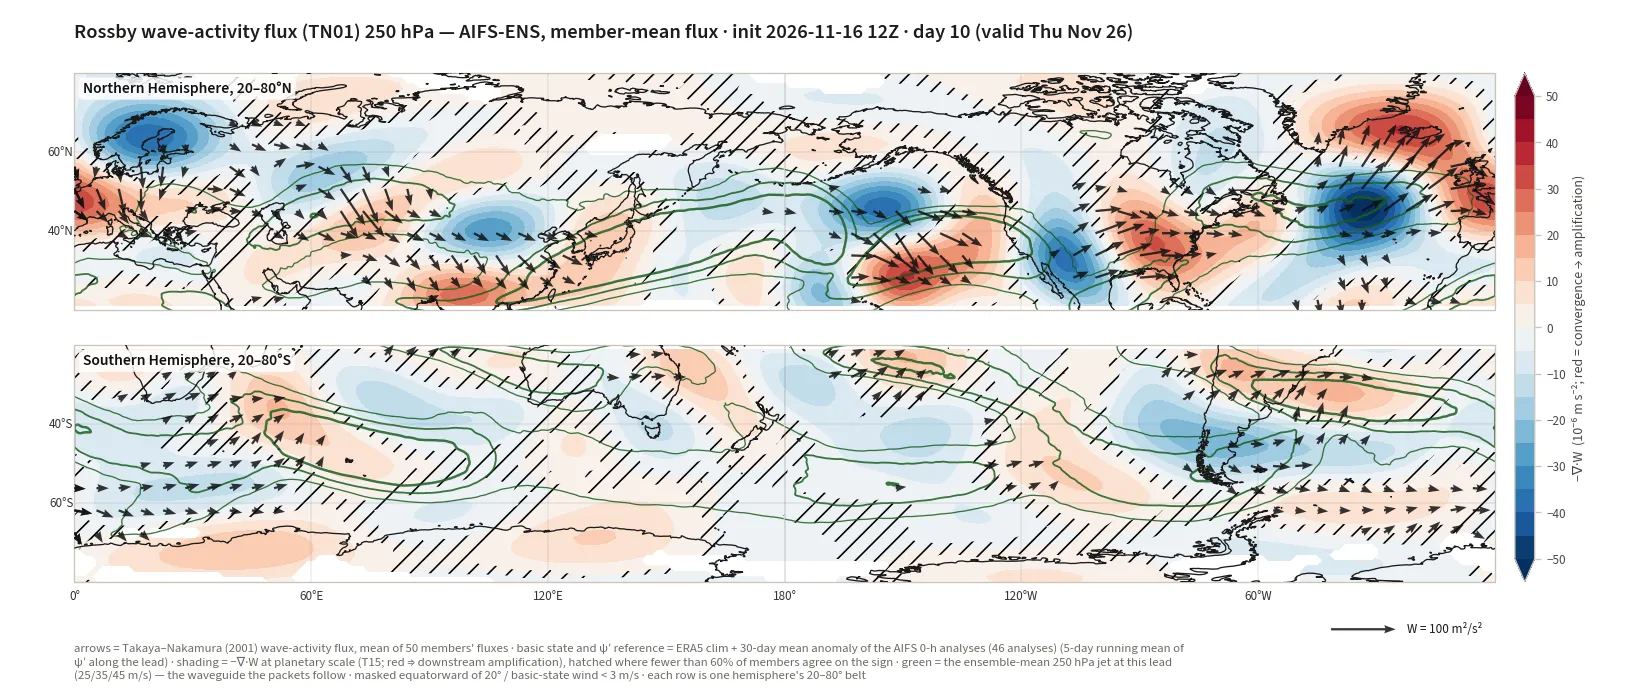 Rossby wave-activity flux (TN01) 250 hPa — AIFS-ENS, member-mean flux · init 2026-11-16 12Z · day 10 (valid Thu Nov 26)
Northern Hemisphere, 20–80°N
60°N
40°N
Southern Hemisphere, 20–80°S
40°S
60°S
0°
60°E
120°E
180°
120°W
60°W
50
40
30
20
10
0
−10
−20
−30
−40
−50
−∇·W (10⁻⁶ m s⁻²; red = convergence → amplification)
W = 100 m²/s²
arrows = Takaya–Nakamura (2001) wave-activity flux, mean of 50 members' fluxes · basic state and ψ' reference = ERA5 clim + 30-day mean anomaly of the AIFS 0-h analyses (46 analyses) (5-day running mean of
ψ' along the lead) · shading = −∇·W at planetary scale (T15; red ⇒ downstream amplification), hatched where fewer than 60% of members agree on the sign · green = the ensemble-mean 250 hPa jet at this lead
(25/35/45 m/s) — the waveguide the packets follow · masked equatorward of 20° / basic-state wind < 3 m/s · each row is one hemisphere's 20–80° belt